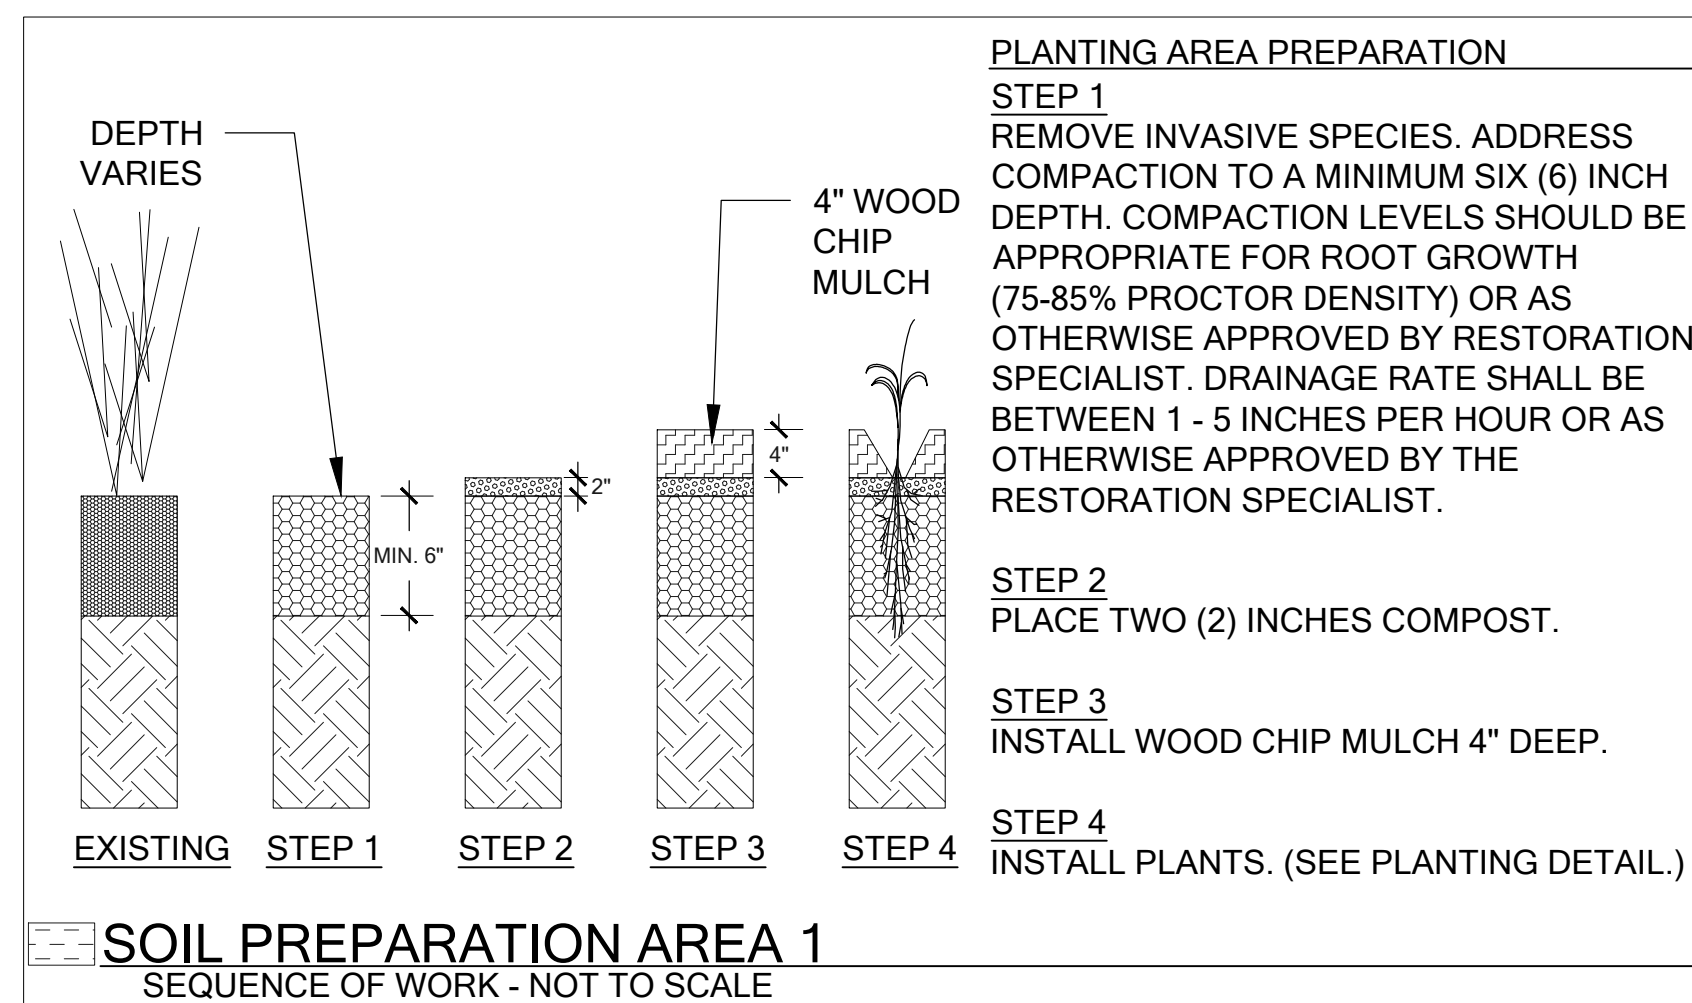 DEPTH
VARIES
4" WOOD
CHIP
MULCH
MIN. 6"
2"
4"
EXISTING
STEP 1
STEP 2
STEP 3
STEP 4
PLANTING AREA PREPARATION
STEP 1
REMOVE INVASIVE SPECIES. ADDRESS
COMPACTION TO A MINIMUM SIX (6) INCH
DEPTH. COMPACTION LEVELS SHOULD BE
APPROPRIATE FOR ROOT GROWTH
(75-85% PROCTOR DENSITY) OR AS
OTHERWISE APPROVED BY RESTORATION
SPECIALIST. DRAINAGE RATE SHALL BE
BETWEEN 1 - 5 INCHES PER HOUR OR AS
OTHERWISE APPROVED BY THE
RESTORATION SPECIALIST.
STEP 2
PLACE TWO (2) INCHES COMPOST.
STEP 3
INSTALL WOOD CHIP MULCH 4" DEEP.
STEP 4
INSTALL PLANTS. (SEE PLANTING DETAIL.)
SOIL PREPARATION AREA 1
SEQUENCE OF WORK - NOT TO SCALE